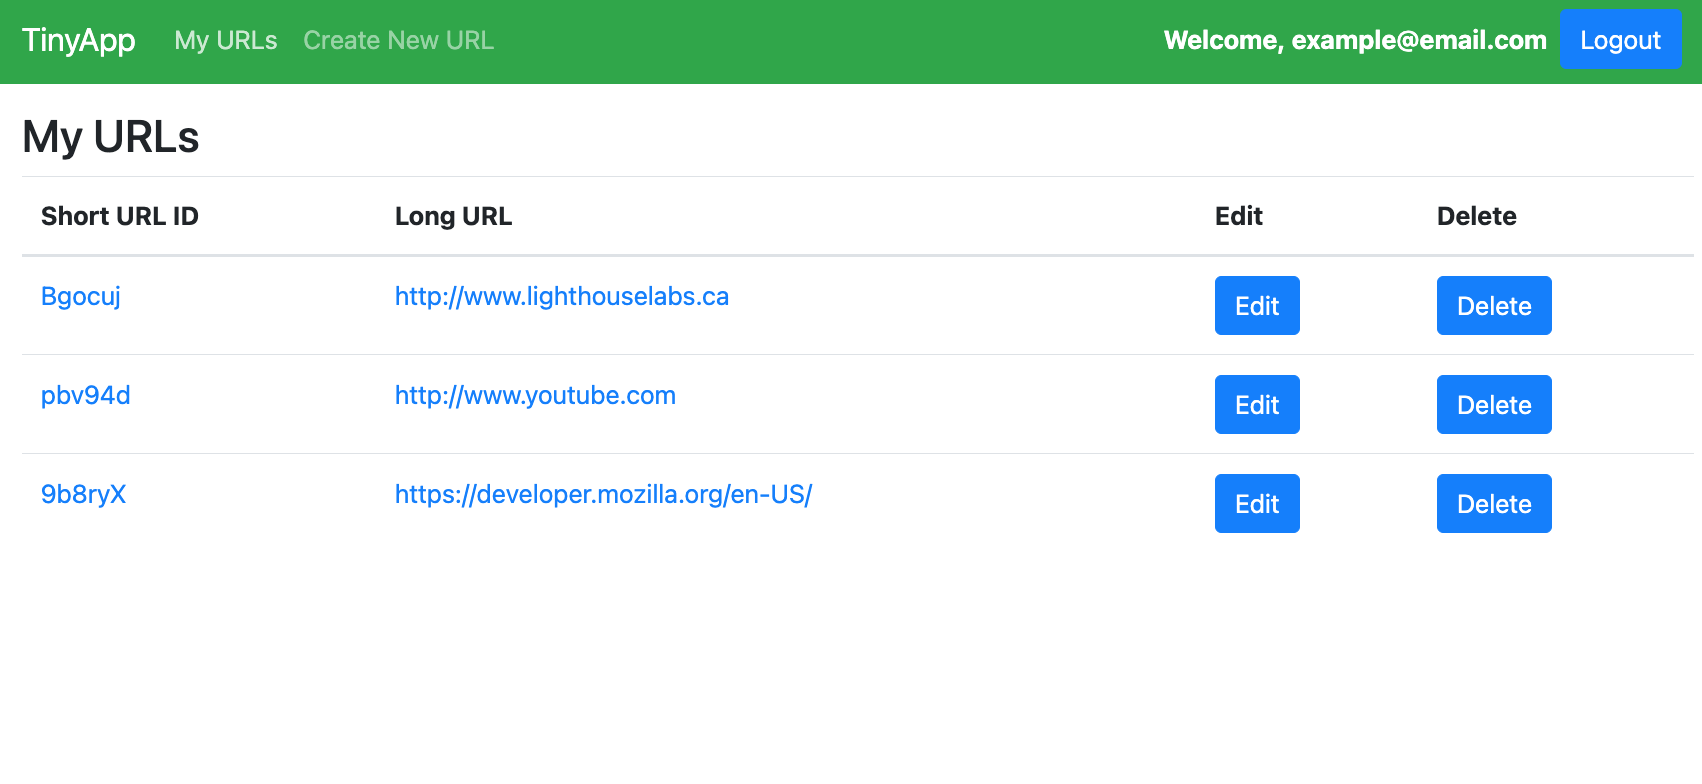 TinyApp My URLs Create New URL Welcome, example@email.com Logout
My URLs
Short URL ID Long URL Edit Delete
Bgocuj http://www.lighthouselabs.ca Edit Delete
pbv94d http://www.youtube.com Edit Delete
9b8ryX https://developer.mozilla.org/en-US/ Edit Delete